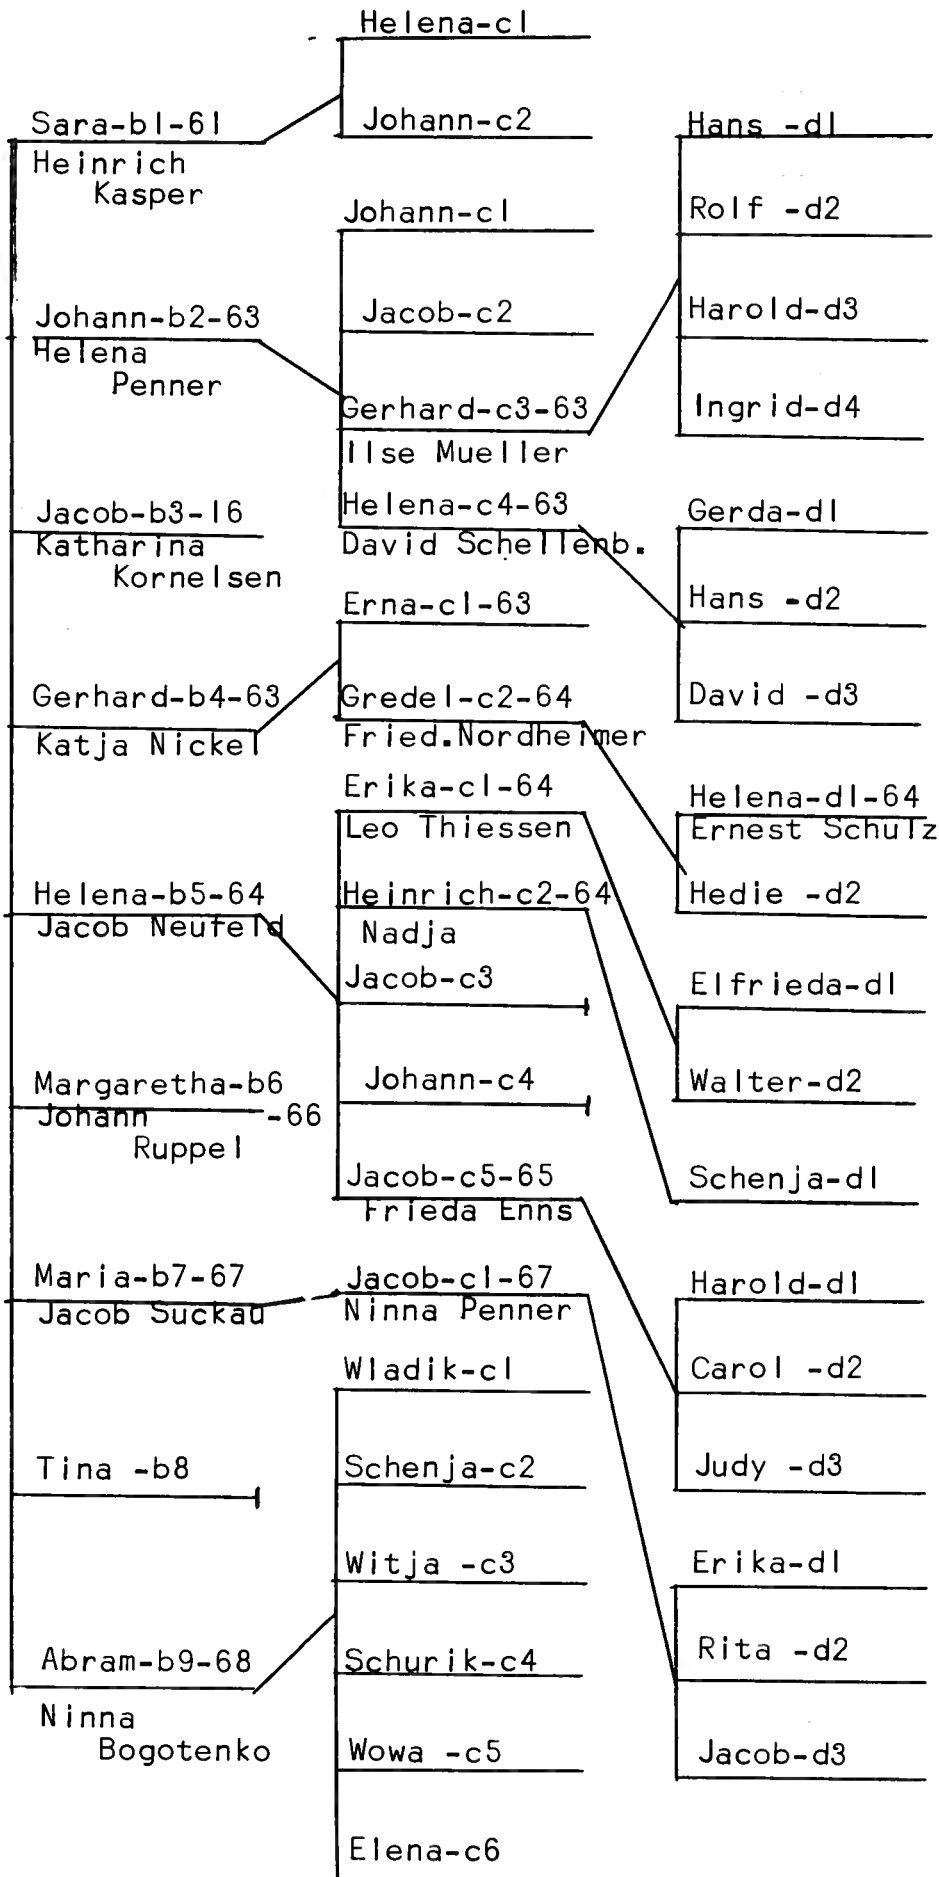 Helena-c1
Johann-c2
Sara-b1-61
Heinrich
Kasper
Johann-c1
Jacob-c2
Johann-b2-63
Helena
Penner
Gerhard-c3-63
Ilse Mueller
Helena-c4-63
David Schellenb.
Jacob-b3-16
Katharina
Kornelsen
Erna-c1-63
Gerhard-b4-63
Katja Nickel
Gredel-c2-64
Fried.Nordheimer
Erika-c1-64
Leo Thiessen
Helena-b5-64
Jacob Neufeld
Heinrich-c2-64
Nadja
Jacob-c3
Johann-c4
Margaretha-b6
Johann -66
Ruppel
Jacob-c5-65
Frieda Enns
Maria-b7-67
Jacob Suckau
Jacob-c1-67
Ninna Penner
Wladik-c1
Tina -b8
Schenja-c2
Witja -c3
Abram-b9-68
Ninna
Bogotenko
Schurik-c4
Wowa -c5
Elena-c6
Hans -d1
Rolf -d2
Harold-d3
Ingrid-d4
Gerda-d1
Hans -d2
David -d3
Helena-d1-64
Ernest Schulz
Hedie -d2
Elfrieda-d1
Walter-d2
Schenja-d1
Harold-d1
Carol -d2
Judy -d3
Erika-d1
Rita -d2
Jacob-d3